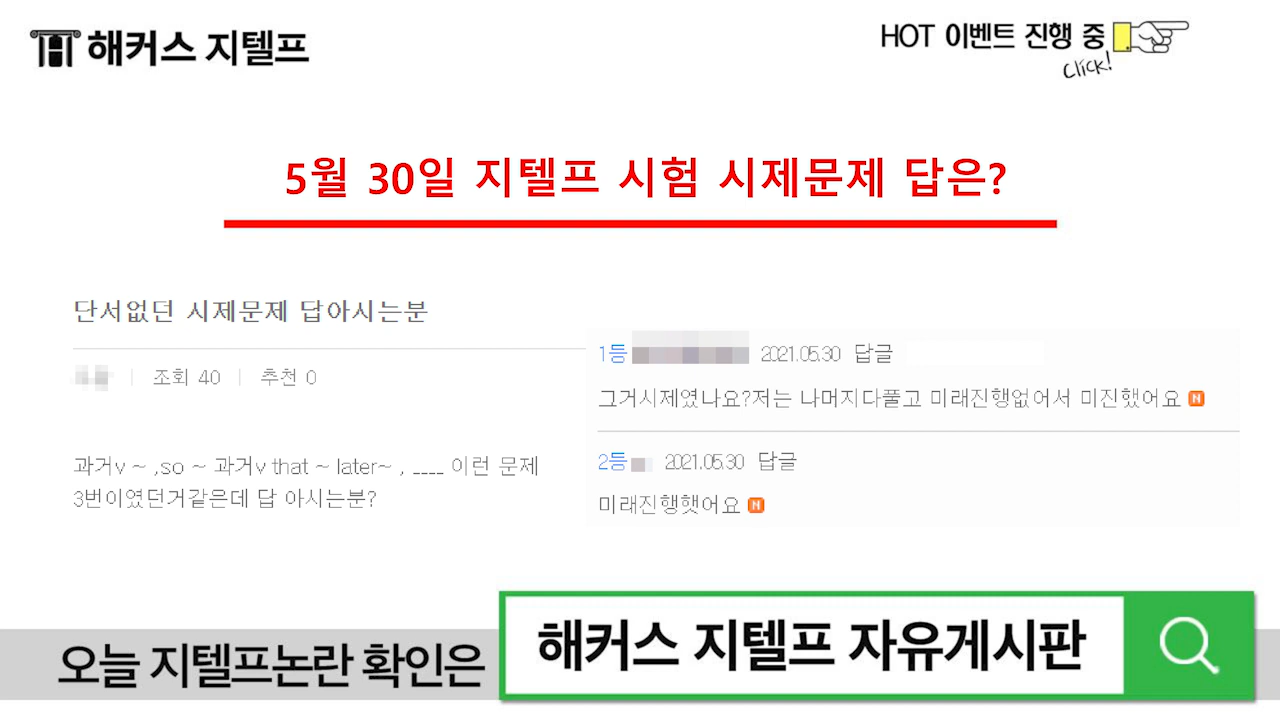 해커스 지텔프
HOT 이벤트 진행 중
Click!
5월 30일 지텔프 시험 시제문제 답은?
단서없던 시제문제 답아시는분
조회 40 | 추천 0
과거v ~ ,so ~ 과거v that ~ later~ , ____ 이런 문제
3번이였던거같은데 답 아시는분?
1등 2021.05.30 답글
그거시제였나요?저는 나머지다풀고 미래진행없어서 미진했어요 N
2등 2021.05.30 답글
미래진행햇어요 N
오늘 지텔프논란 확인은
해커스 지텔프 자유게시판